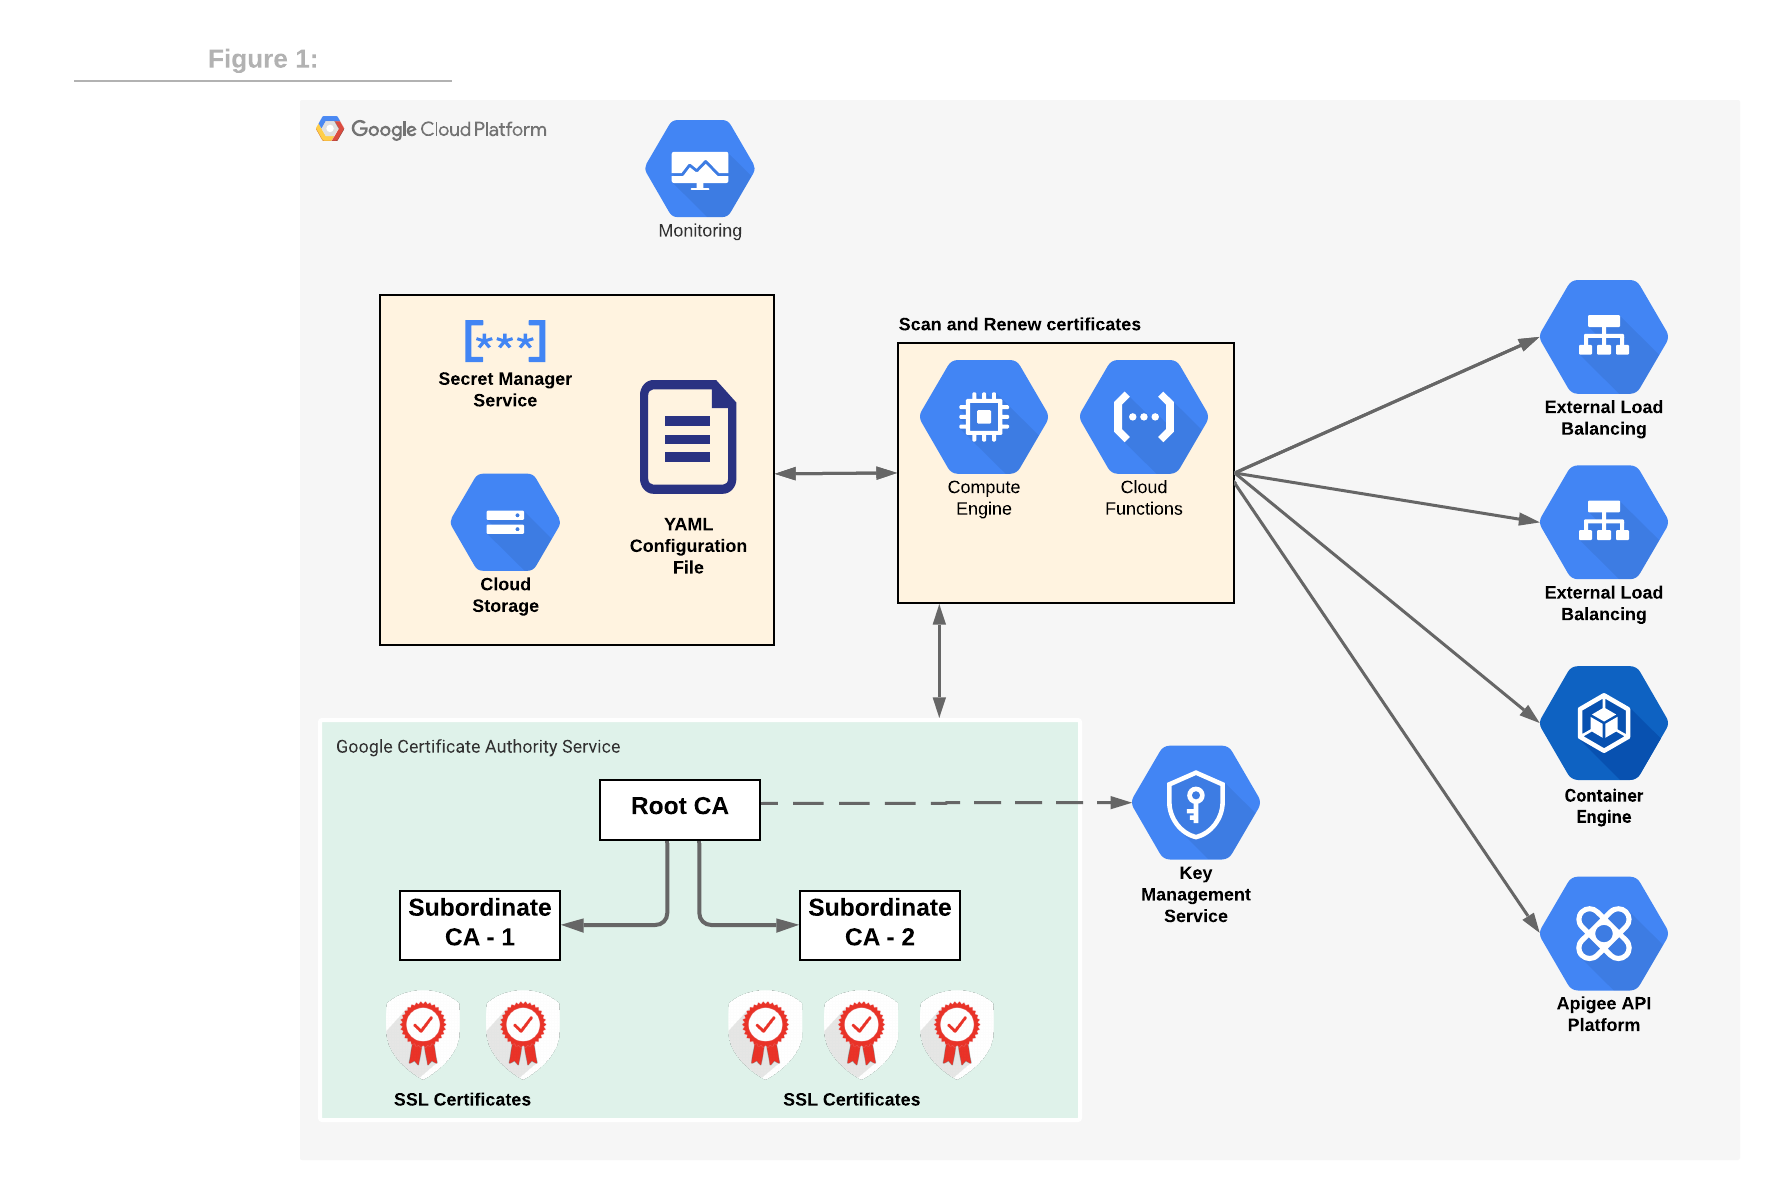 Figure 1:
Google Cloud Platform
Monitoring
[***]
Secret Manager
Service
Cloud
Storage
YAML
Configuration
File
Scan and Renew certificates
Compute
Engine
Cloud
Functions
External Load
Balancing
External Load
Balancing
Container
Engine
Apigee API
Platform
Google Certificate Authority Service
Root CA
Subordinate
CA - 1
Subordinate
CA - 2
SSL Certificates
SSL Certificates
Key
Management
Service